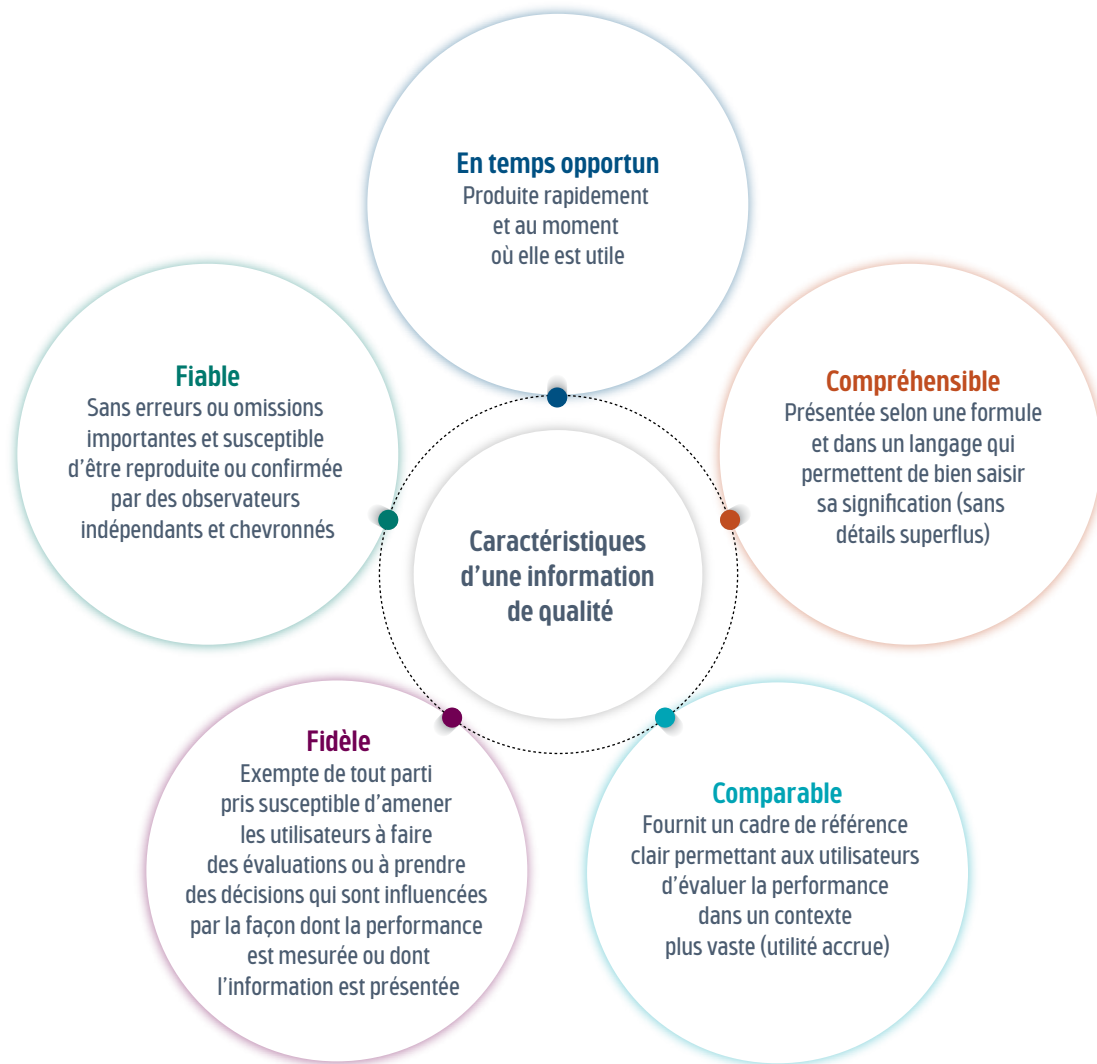 En temps opportun
Produite rapidement
et au moment
où elle est utile
Fiable
Sans erreurs ou omissions
importantes et susceptible
d'être reproduite ou confirmée
par des observateurs
indépendants et chevronnés
Compréhensible
Présentée selon une formule
et dans un langage qui
permettent de bien saisir
sa signification (sans
détails superflus)
Caractéristiques
d'une information
de qualité
Fidèle
Exempte de tout parti
pris susceptible d'amener
les utilisateurs à faire
des évaluations ou à prendre
des décisions qui sont influencées
par la façon dont la performance
est mesurée ou dont
l'information est présentée
Comparable
Fournit un cadre de référence
clair permettant aux utilisateurs
d'évaluer la performance
dans un contexte
plus vaste (utilité accrue)